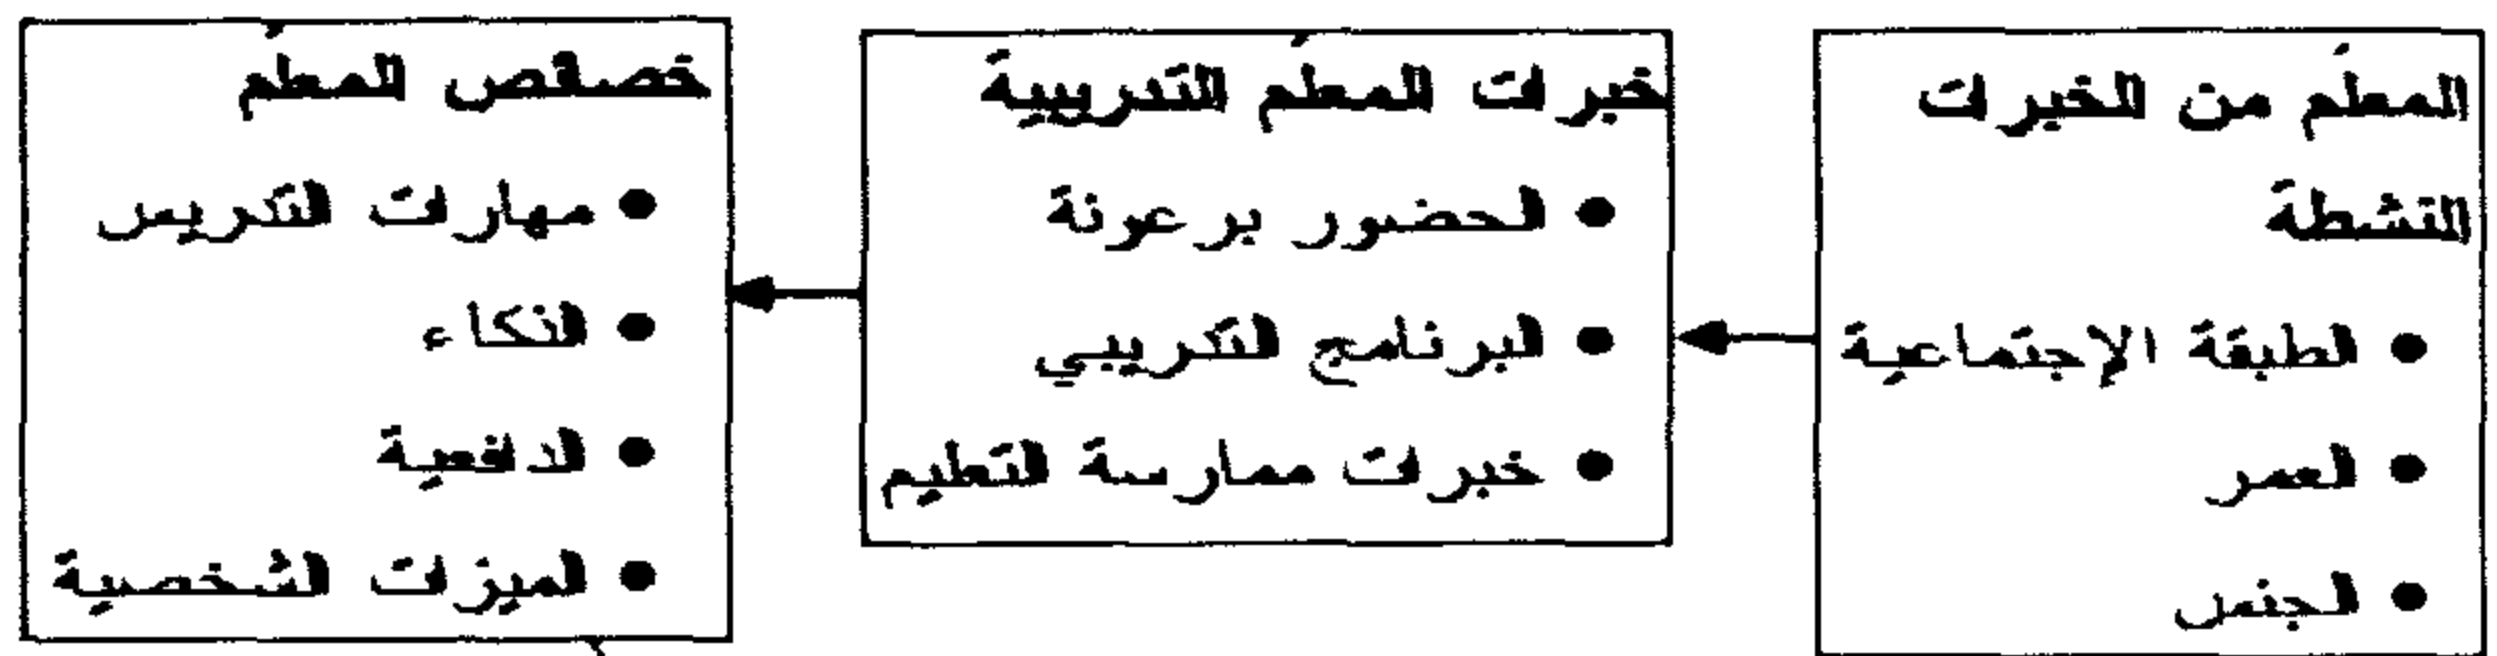 المعلم من الخبرات
النشطة
الطبقة الإجتماعية
العمر
الجنس
خبرات المعلم التدريبية
الحضور برعونة
البرنامج التدريبي
خبرات ممارسة التعليم
خصائص المعلم
مهارات التدريس
الذكاء
الدافعية
الميزات الشخصية